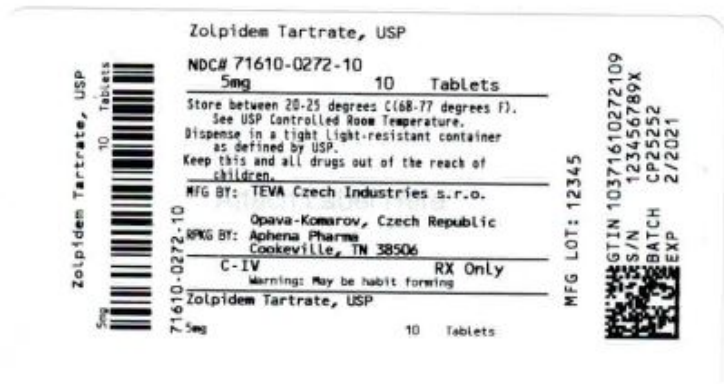 Zolpidem Tartrate, USP
5mg 10 Tablets
71610-0272-10
Zolpidem Tartrate, USP
NDC# 71610-0272-10
5mg 10 Tablets
Store between 20-25 degrees C(68-77 degrees F).
See USP Controlled Room Temperature.
Dispense in a tight light-resistant container
as defined by USP.
Keep this and all drugs out of the reach of
children.
MFG BY: TEVA Czech Industries s.r.o.
Opava-Komarov, Czech Republic
RPKG BY: Aphena Pharma
Cookeville, TN 38506
C-IV RX Only
Warning: May be habit forming
Zolpidem Tartrate, USP
5mg 10 Tablets
MFG LOT: 12345
GTIN 10371610272109
S/N 123456789X
BATCH CP25252
EXP 2/2021